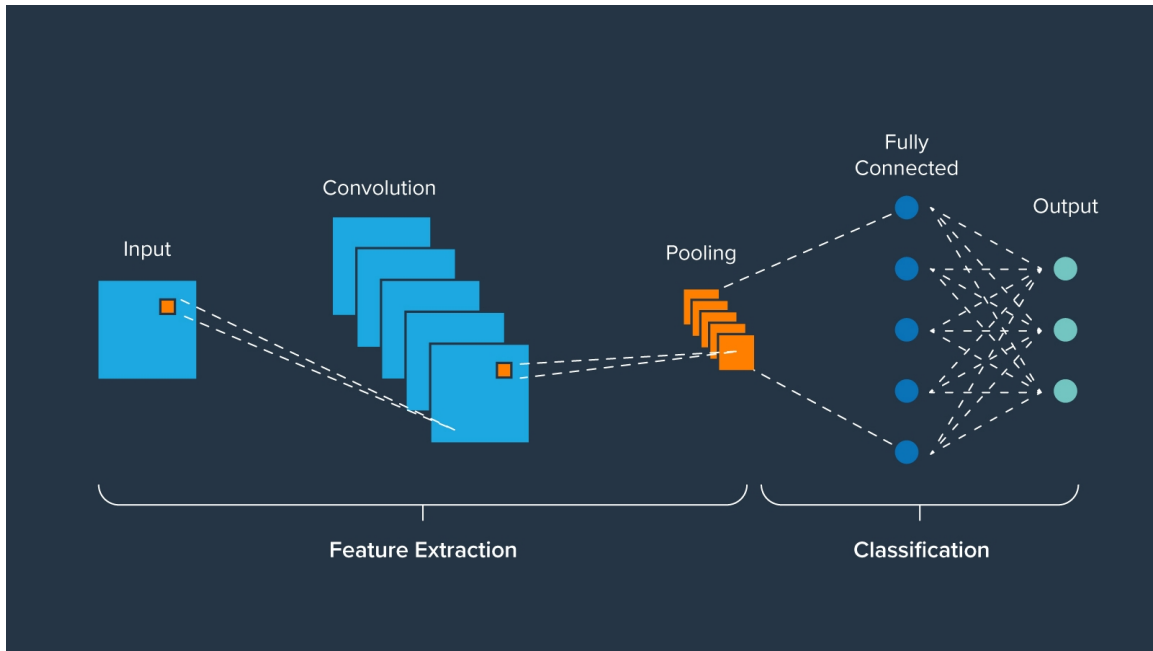 Input
Convolution
Pooling
Fully
Connected
Output
Feature Extraction
Classification